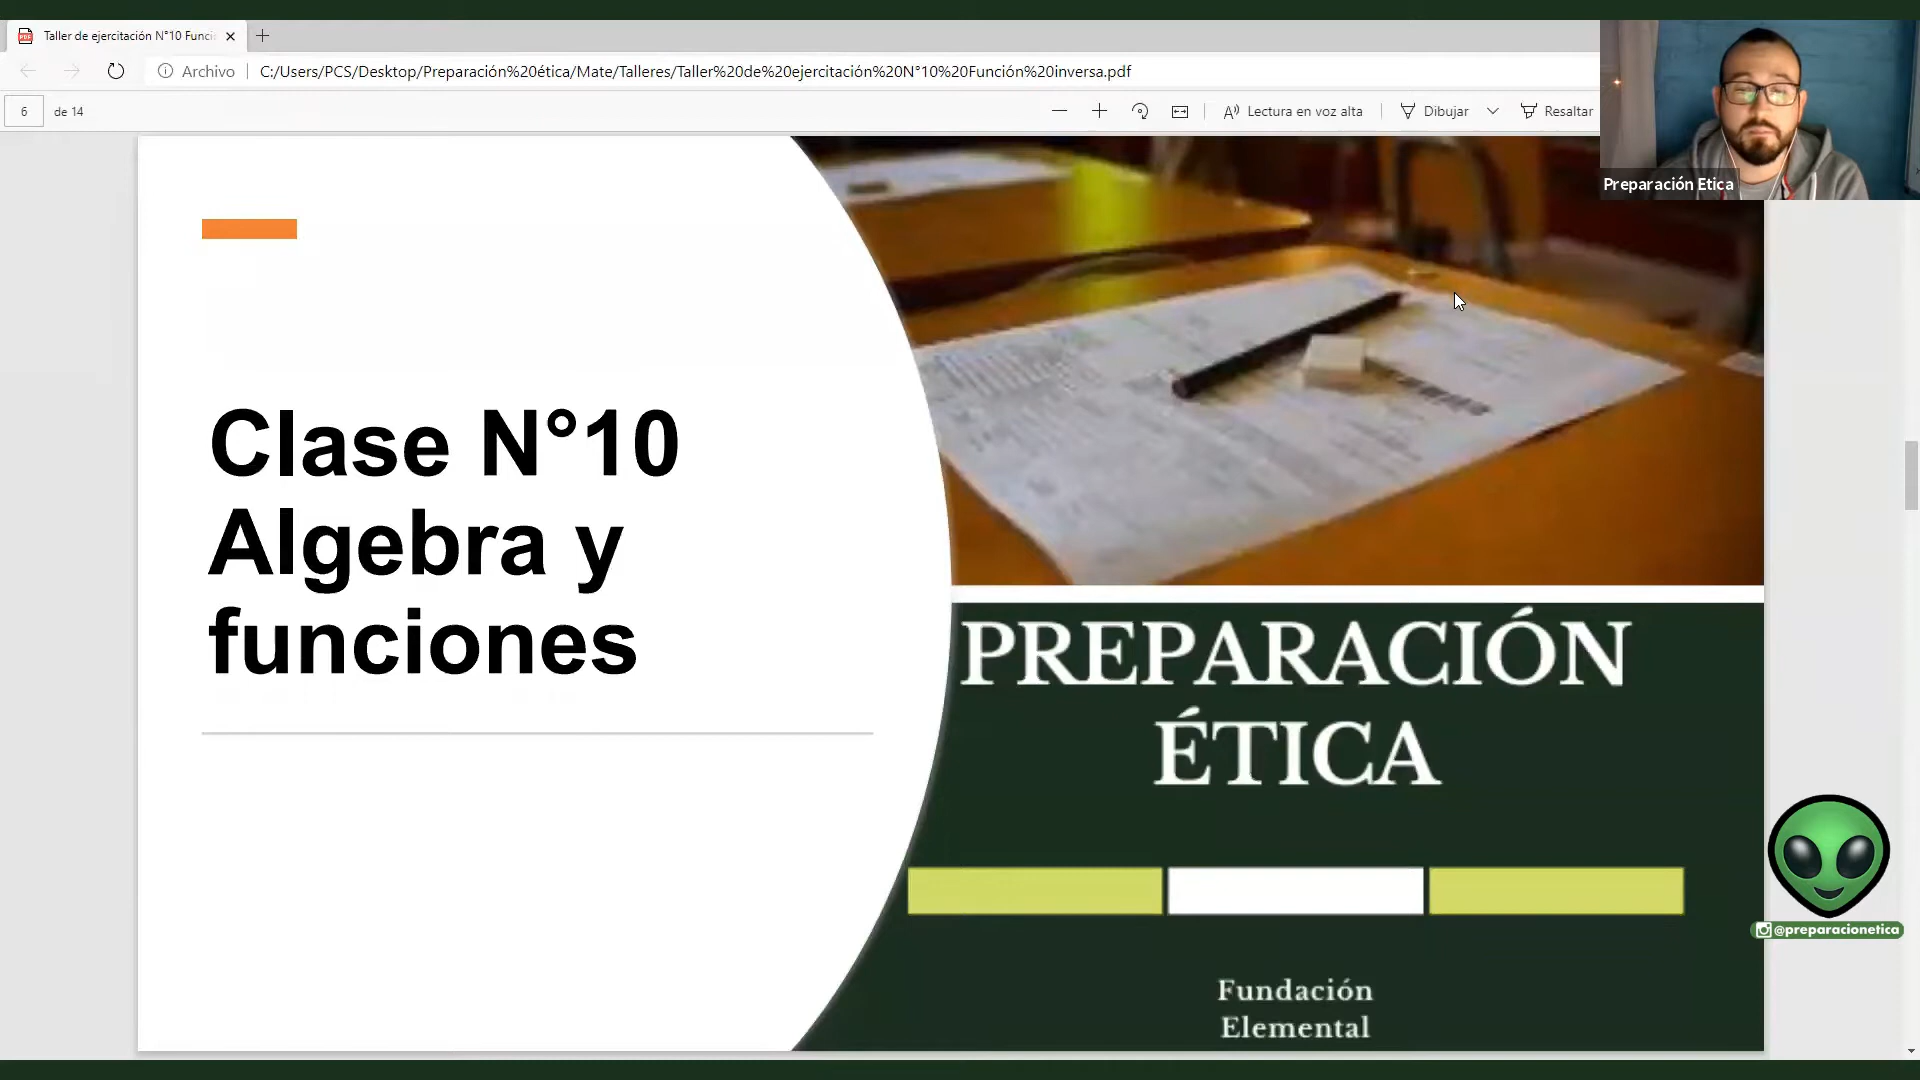 Taller de ejercitación N°10 Funci
Archivo
C:/Users/PCS/Desktop/Preparación%20ética/Mate/Talleres/Taller%20de%20ejercitación%20N°10%20Función%20inversa.pdf
6 de 14
Lectura en voz alta
Dibujar
Resaltar
Preparación Etica
Clase N°10
Algebra y
funciones
PREPARACIÓN
ÉTICA
Fundación
Elemental
@preparacionetica